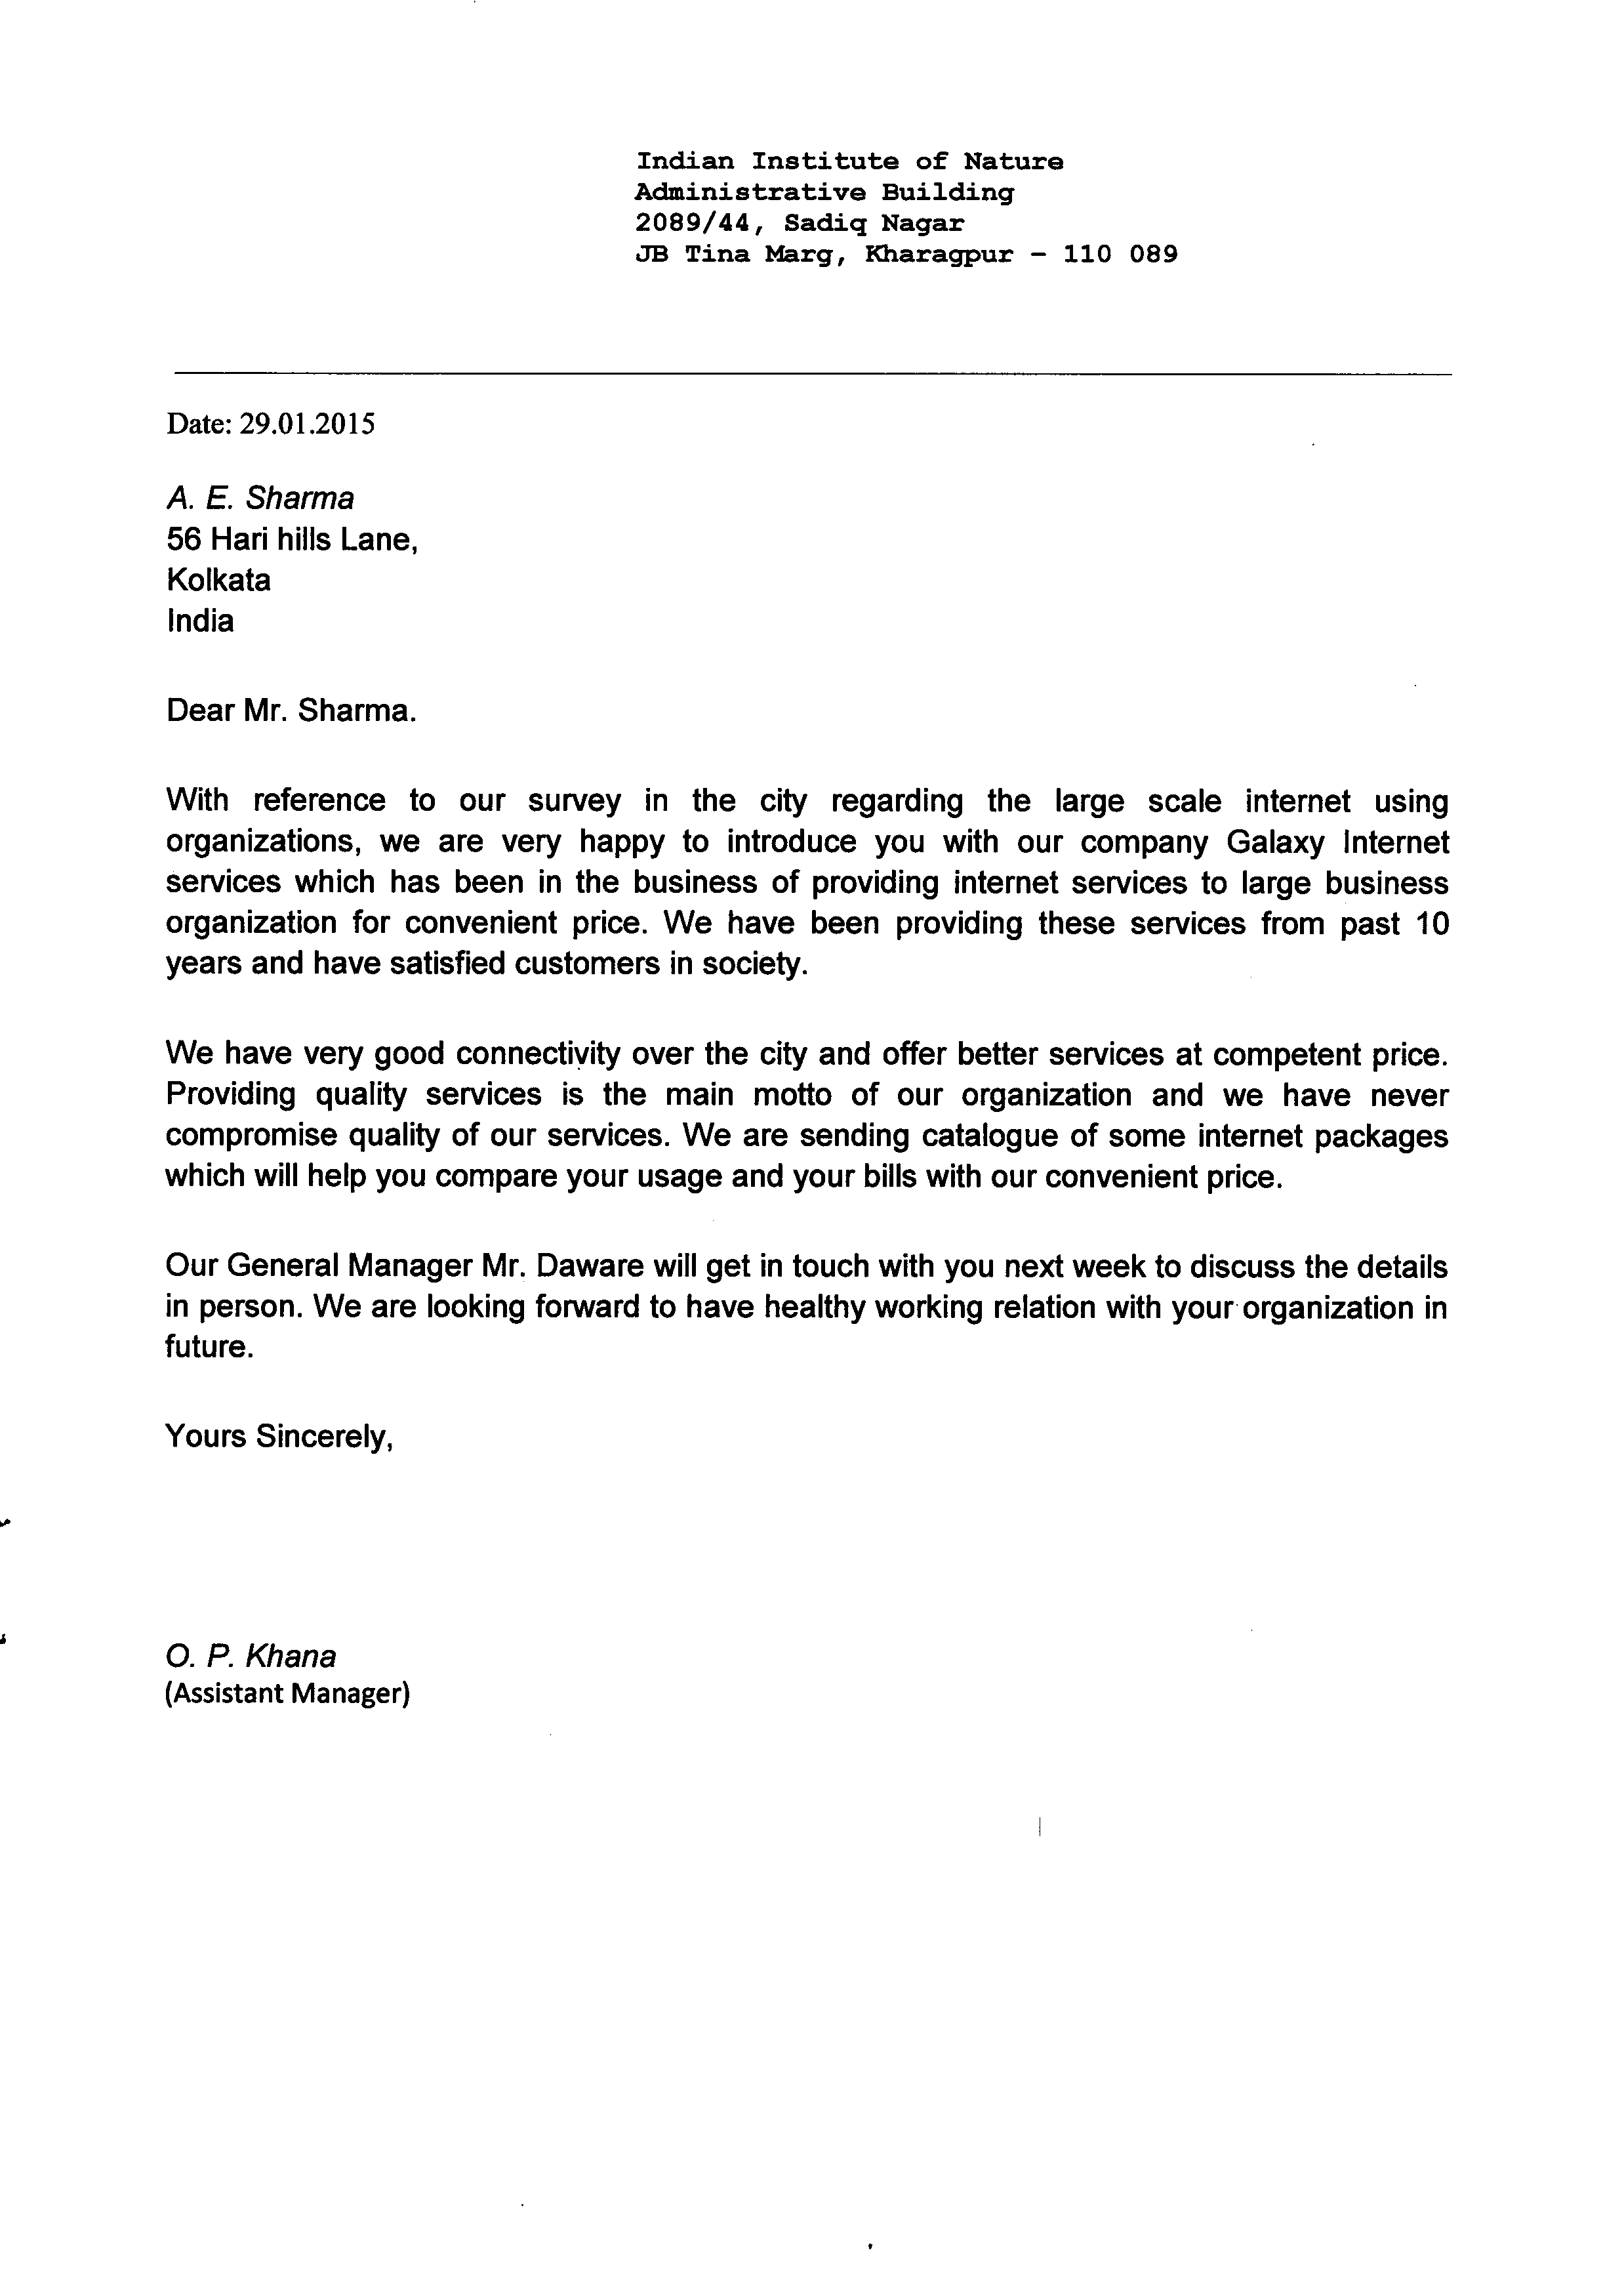 Indian Institute of Nature
Administrative Building
2089/44, Sadiq Nagar
JB Tina Marg, Kharagpur - 110 089
Date: 29.01.2015
A. E. Sharma
56 Hari hills Lane,
Kolkata
India
Dear Mr. Sharma.
With reference to our survey in the city regarding the large scale internet using
organizations, we are very happy to introduce you with our company Galaxy Internet
services which has been in the business of providing internet services to large business
organization for convenient price. We have been providing these services from past 10
years and have satisfied customers in society.
We have very good connectivity over the city and offer better services at competent price.
Providing quality services is the main motto of our organization and we have never
compromise quality of our services. We are sending catalogue of some internet packages
which will help you compare your usage and your bills with our convenient price.
Our General Manager Mr. Daware will get in touch with you next week to discuss the details
in person. We are looking forward to have healthy working relation with your organization in
future.
Yours Sincerely,
O. P. Khana
(Assistant Manager)